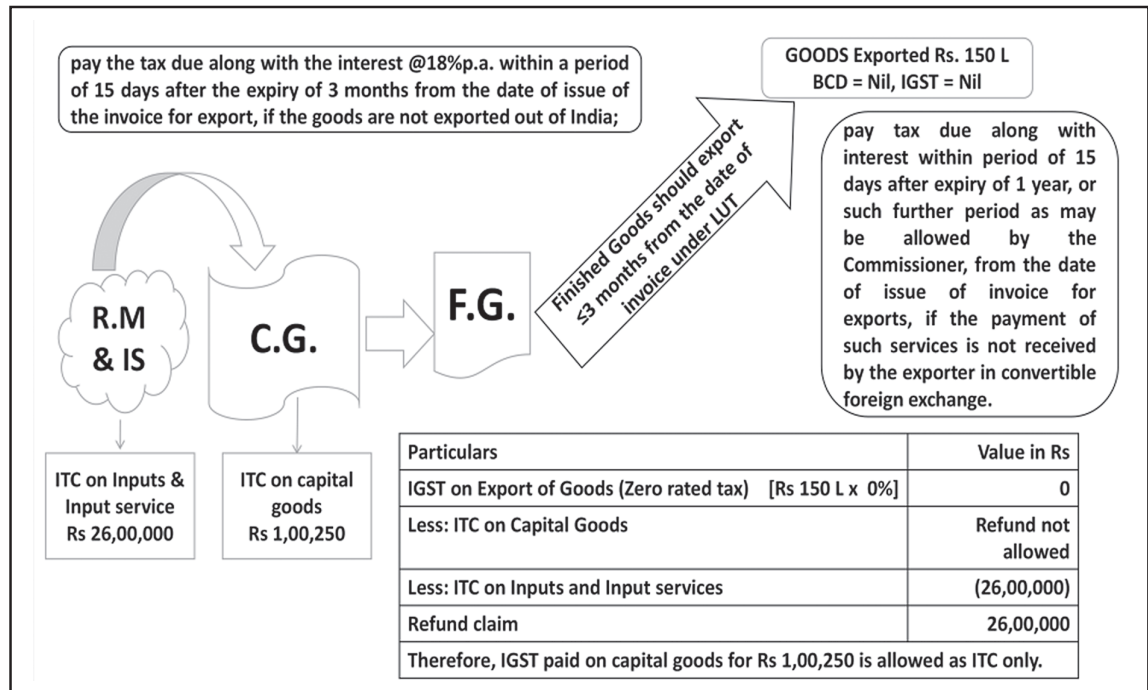 pay the tax due along with the interest @18%p.a. within a period
of 15 days after the expiry of 3 months from the date of issue of
the invoice for export, if the goods are not exported out of India;
GOODS Exported Rs. 150 L
BCD = Nil, IGST = Nil
Finished Goods should export
≤3 months from the date of
invoice under LUT
pay tax due along with
interest within period of 15
days after expiry of 1 year, or
such further period as may
be allowed by the
Commissioner, from the date
of issue of invoice for
exports, if the payment of
such services is not received
by the exporter in convertible
foreign exchange.
R.M
& IS
C.G.
F.G.
ITC on Inputs &
Input service
Rs 26,00,000
ITC on capital
goods
Rs 1,00,250
Particulars Value in Rs
IGST on Export of Goods (Zero rated tax) [Rs 150 L x 0%] 0
Less: ITC on Capital Goods Refund not
allowed
Less: ITC on Inputs and Input services (26,00,000)
Refund claim 26,00,000
Therefore, IGST paid on capital goods for Rs 1,00,250 is allowed as ITC only.